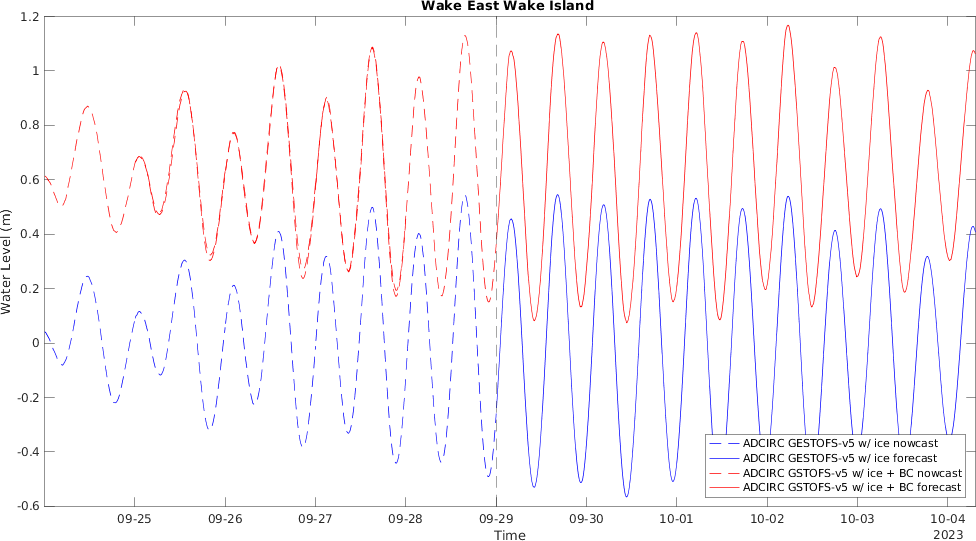 Wake East Wake Island
1.2
1
0.8
0.6
0.4
0.2
0
-0.2
-0.4
-0.6
Water Level (m)
ADCIRC GESTOFS-v5 w/ ice nowcast
ADCIRC GESTOFS-v5 w/ ice forecast
ADCIRC GSTOFS-v5 w/ ice + BC nowcast
ADCIRC GSTOFS-v5 w/ ice + BC forecast
09-25 09-26 09-27 09-28 09-29 09-30 10-01 10-02 10-03 10-04
Time
2023